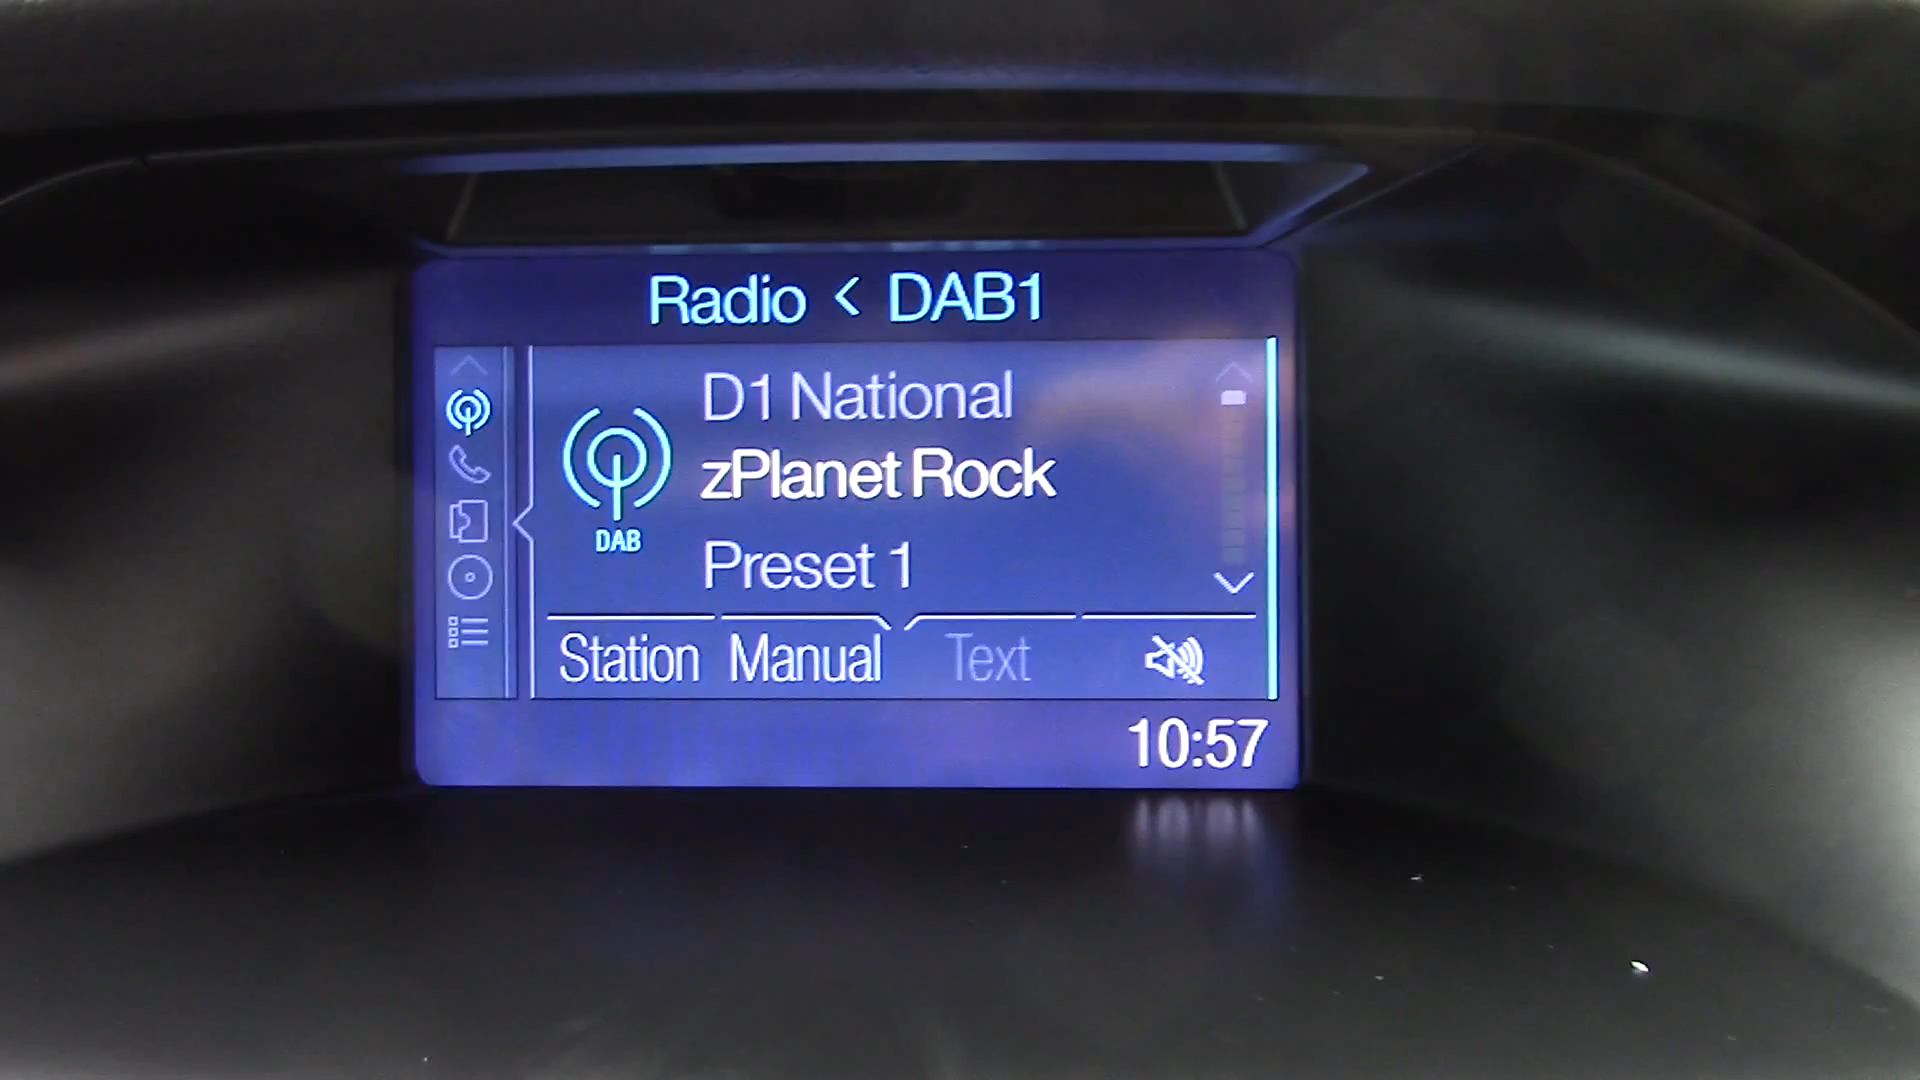 Radio < DAB1
D1 National
zPlanet Rock
DAB
Preset 1
Station Manual Text
10:57